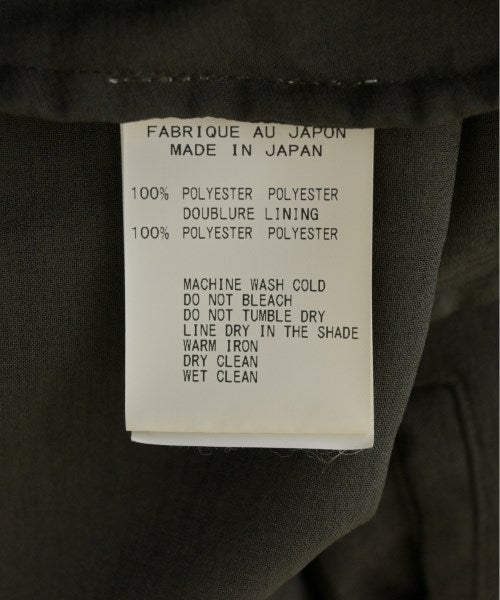 FABRIQUE AU JAPON
MADE IN JAPAN
100% POLYESTER POLYESTER
DOUBLURE LINING
100% POLYESTER POLYESTER
MACHINE WASH COLD
DO NOT BLEACH
DO NOT TUMBLE DRY
LINE DRY IN THE SHADE
WARM IRON
DRY CLEAN
WET CLEAN